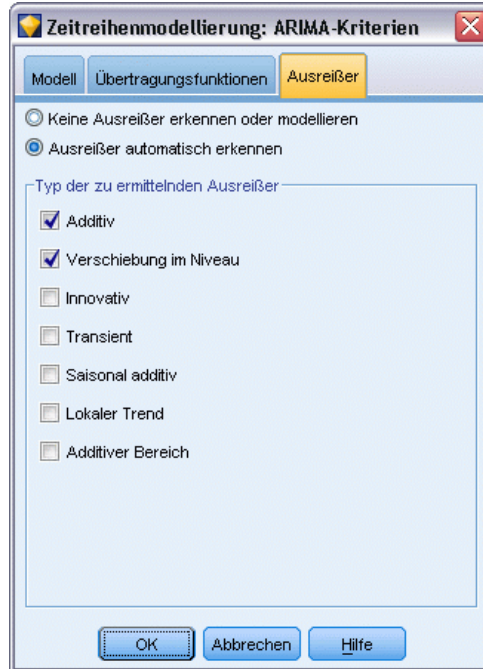 Zeitreihenmodellierung: ARIMA-Kriterien
Modell Übertragungsfunktionen Ausreißer
Keine Ausreißer erkennen oder modellieren
Ausreißer automatisch erkennen
Typ der zu ermittelnden Ausreißer
Additiv
Verschiebung im Niveau
Innovativ
Transient
Saisonal additiv
Lokaler Trend
Additiver Bereich
OK Abbrechen Hilfe